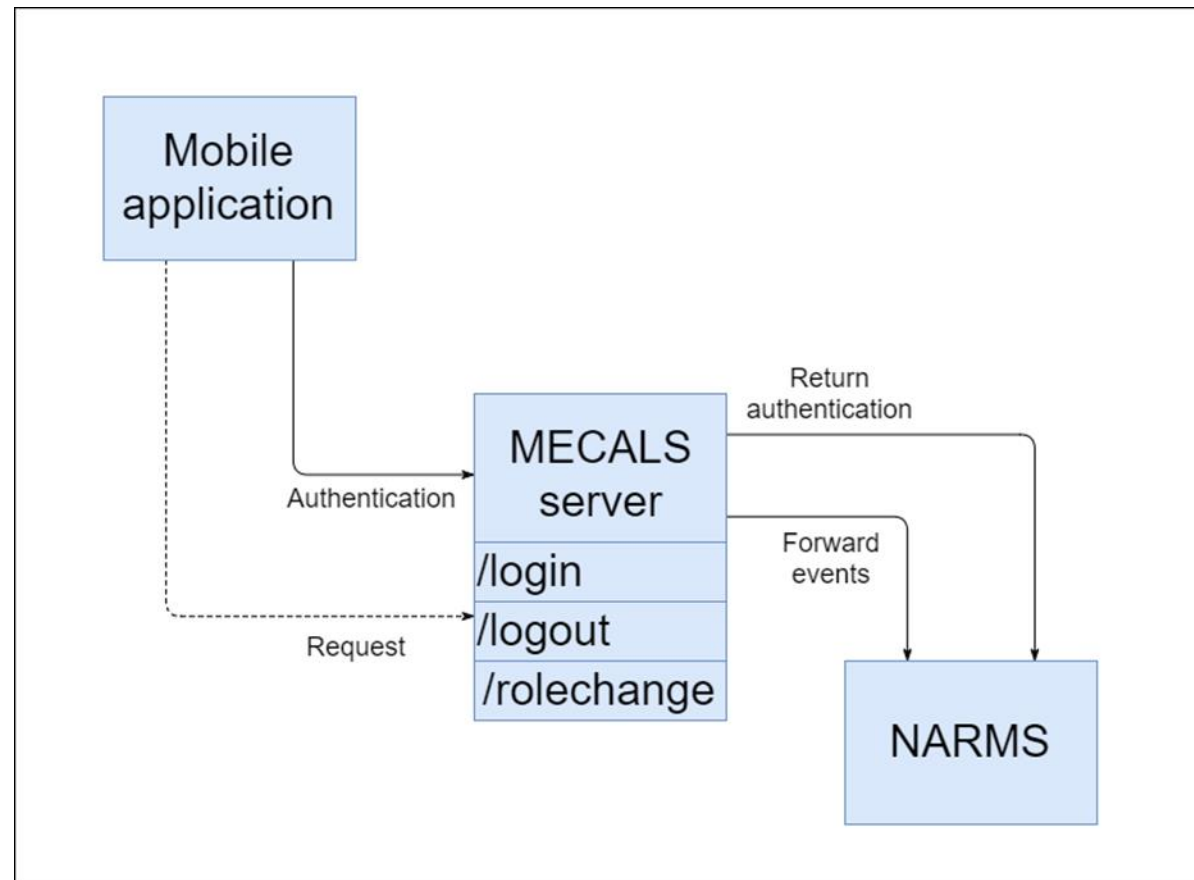 Mobile
application
Authentication
Request
MECALS
server
/login
/logout
/rolechange
Return
authentication
Forward
events
NARMS